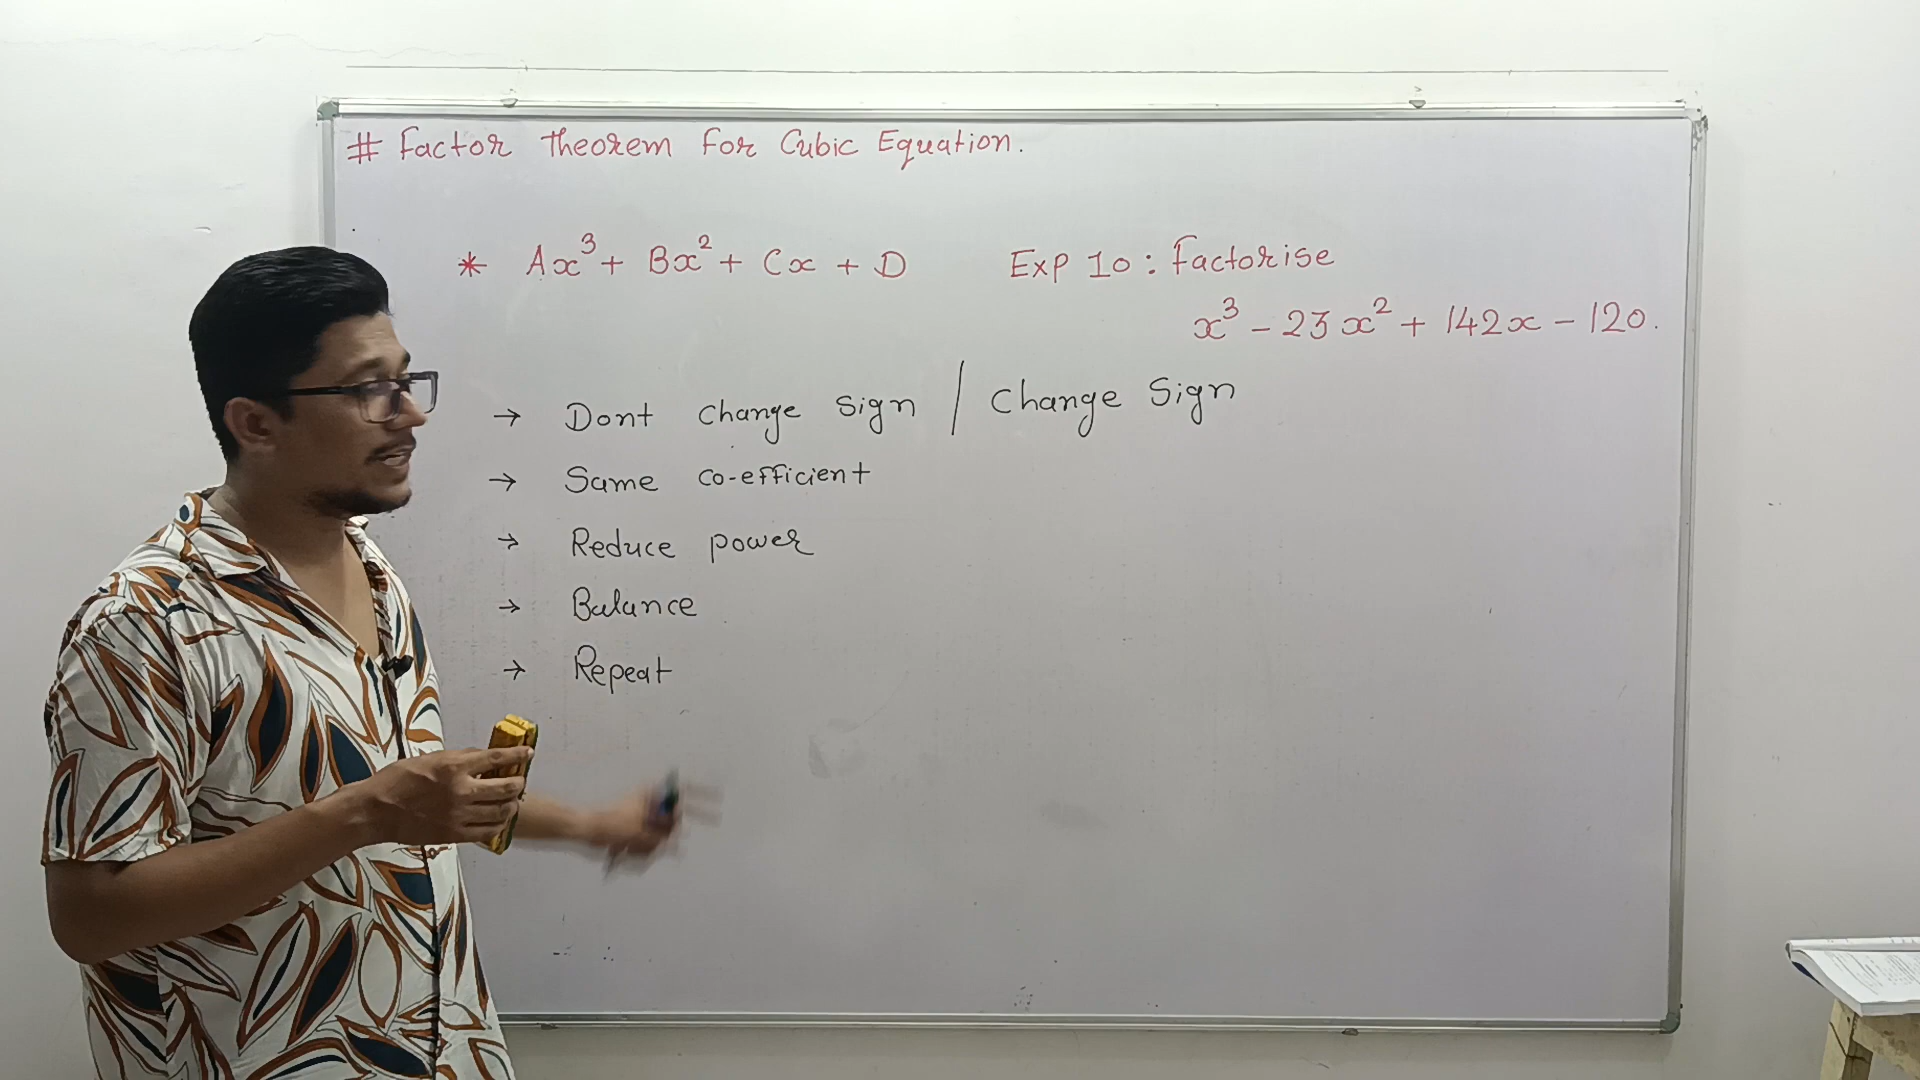 # Factor Theorem For Cubic Equation.
* Ax³ + Bx² + Cx + D
Exp 10 : Factorise
x³ - 23x² + 142x - 120.
→ Dont change sign / Change Sign
→ Same co-efficient
→ Reduce power
→ Balance
→ Repeat